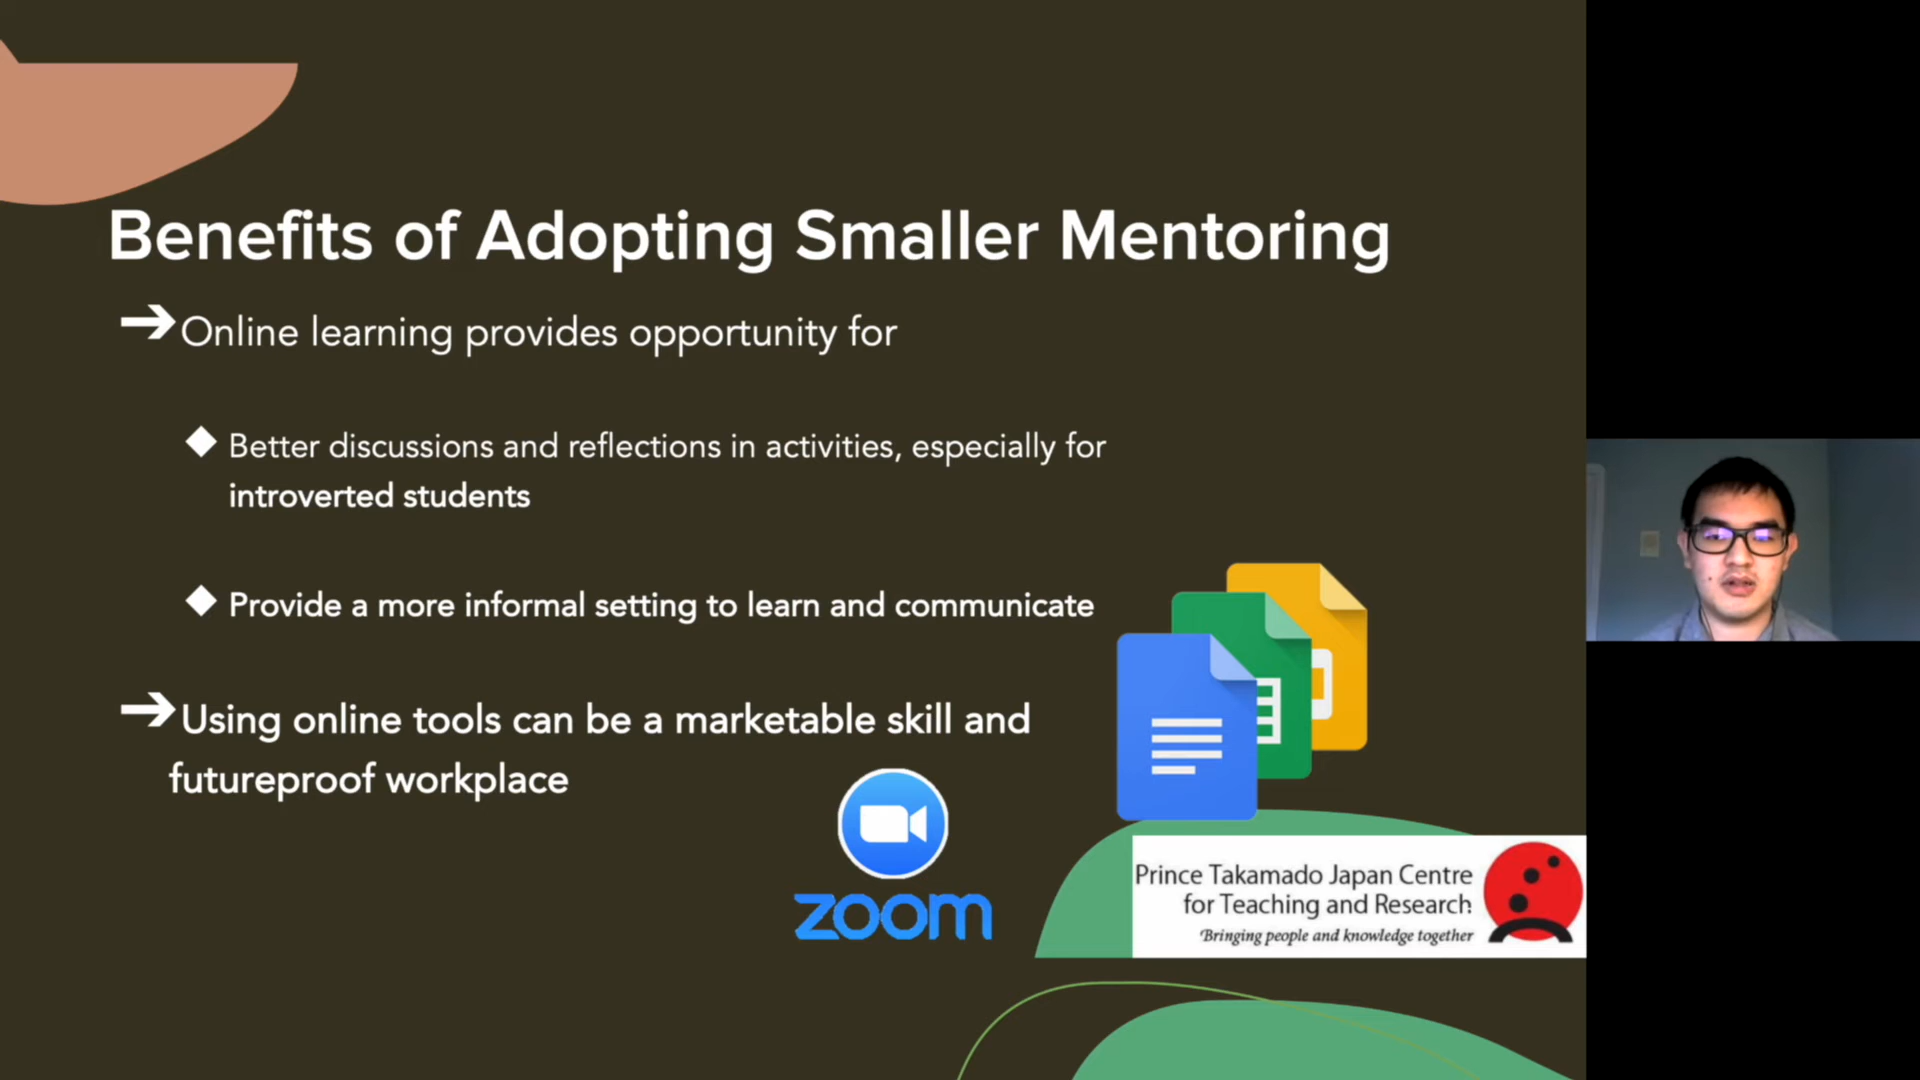 Benefits of Adopting Smaller Mentoring
Online learning provides opportunity for
Better discussions and reflections in activities, especially for
introverted students
Provide a more informal setting to learn and communicate
Using online tools can be a marketable skill and
futureproof workplace
zoom
Prince Takamado Japan Centre
for Teaching and Research
Bringing people and knowledge together